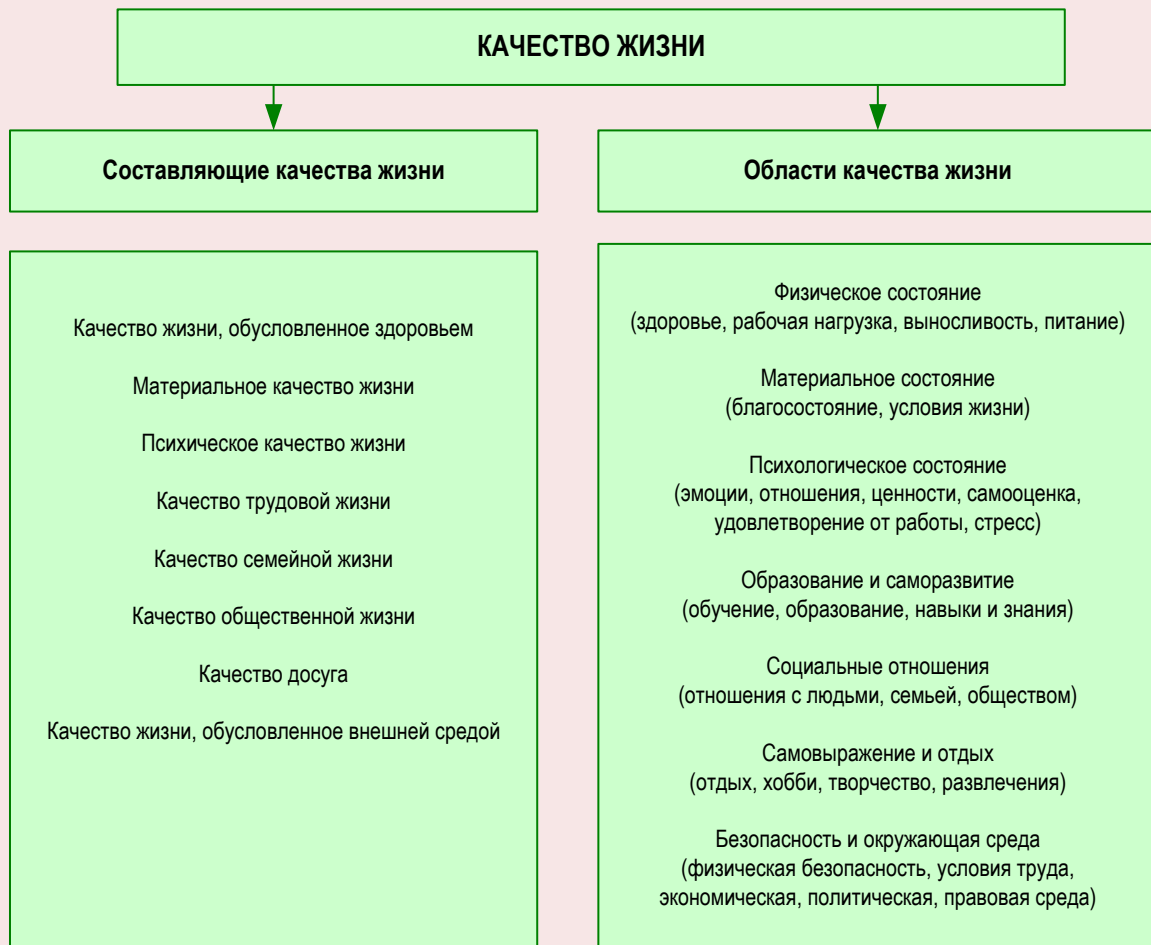 КАЧЕСТВО ЖИЗНИ
Составляющие качества жизни
Качество жизни, обусловленное здоровьем
Материальное качество жизни
Психическое качество жизни
Качество трудовой жизни
Качество семейной жизни
Качество общественной жизни
Качество досуга
Качество жизни, обусловленное внешней средой
Области качества жизни
Физическое состояние
(здоровье, рабочая нагрузка, выносливость, питание)
Материальное состояние
(благосостояние, условия жизни)
Психологическое состояние
(эмоции, отношения, ценности, самооценка,
удовлетворение от работы, стресс)
Образование и саморазвитие
(обучение, образование, навыки и знания)
Социальные отношения
(отношения с людьми, семьей, обществом)
Самовыражение и отдых
(отдых, хобби, творчество, развлечения)
Безопасность и окружающая среда
(физическая безопасность, условия труда,
экономическая, политическая, правовая среда)